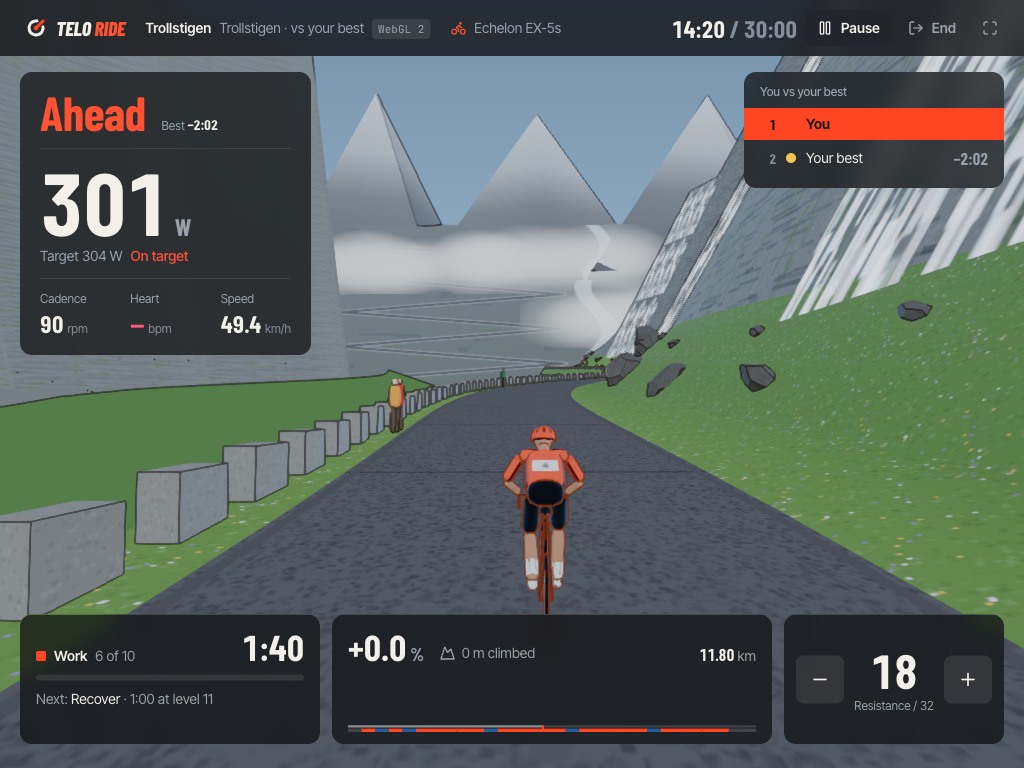 TELO RIDE Trollstigen Trollstigen · vs your best WebGL 2 Echelon EX-5s 14:20 / 30:00 Pause End
Ahead Best −2:02
301 W
Target 304 W On target
Cadence Heart Speed
90 rpm — bpm 49.4 km/h
You vs your best
1 You
2 Your best −2:02
4
Work 6 of 10 1:40
Next: Recover · 1:00 at level 11
+0.0 % 0 m climbed 11.80 km
− 18 +
Resistance / 32